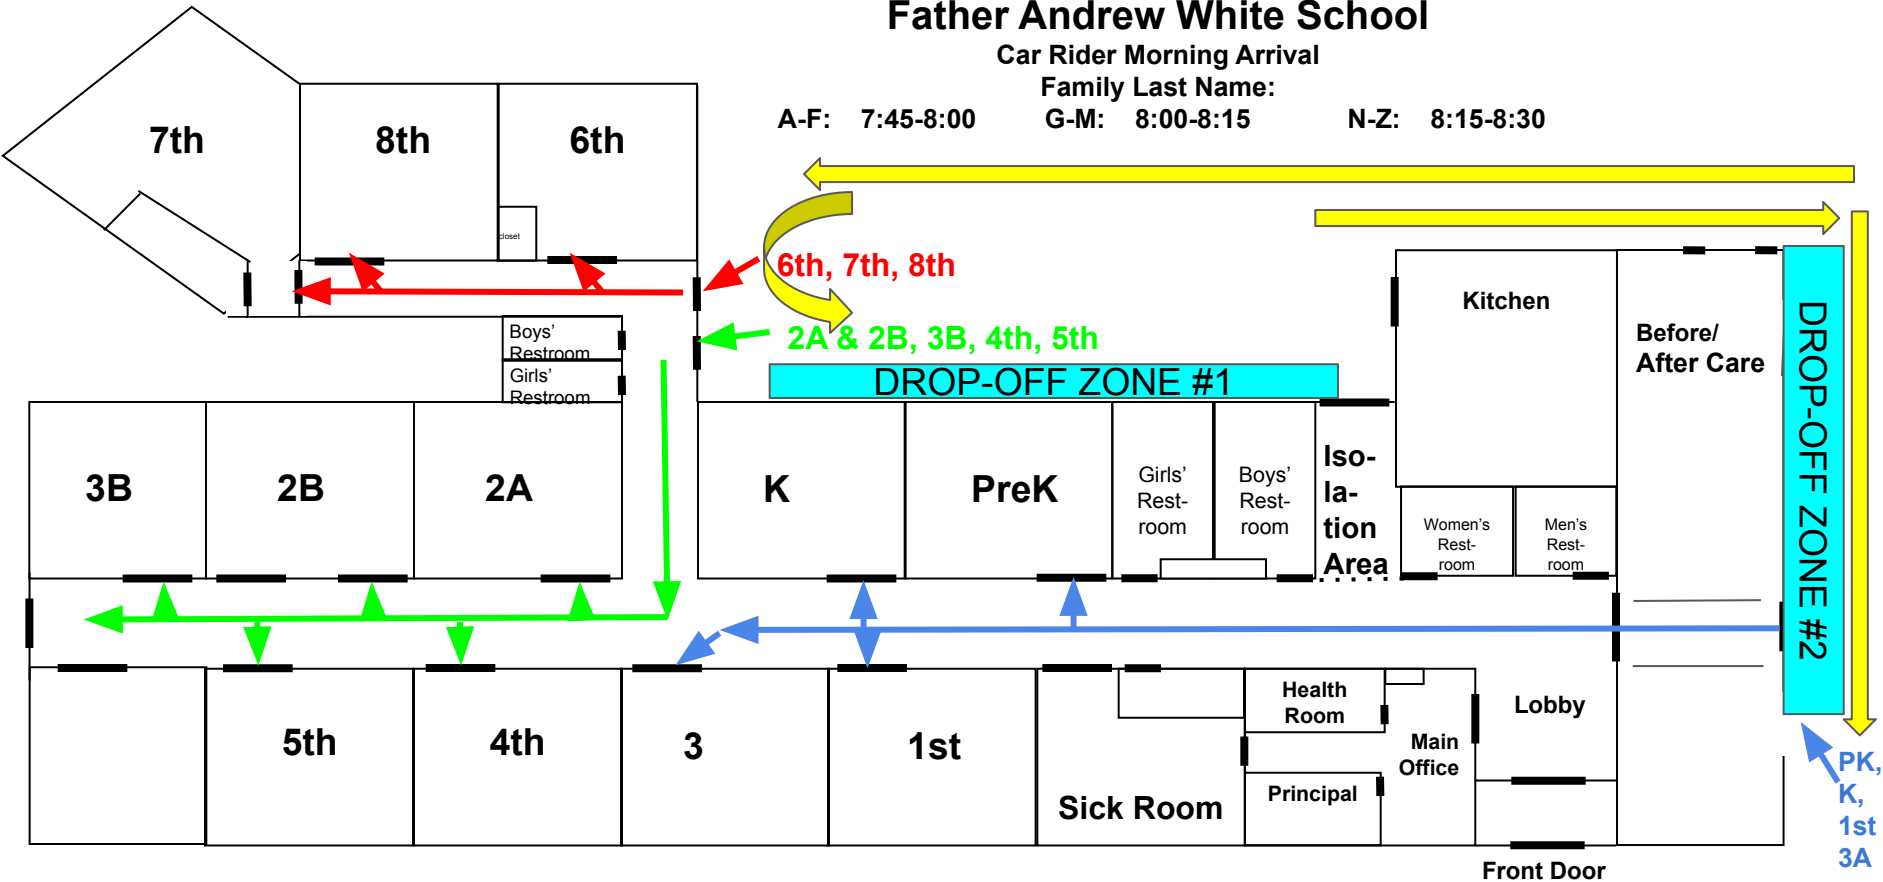 Father Andrew White School
Car Rider Morning Arrival
Family Last Name:
A-F: 7:45-8:00 G-M: 8:00-8:15 N-Z: 8:15-8:30
7th
8th
6th
closet
6th, 7th, 8th
2A & 2B, 3B, 4th, 5th
DROP-OFF ZONE #1
Boys'
Restroom
Girls'
Restroom
Kitchen
Before/
After Care
DROP-OFF ZONE #2
3B
2B
2A
K
PreK
Girls'
Rest-
room
Boys'
Rest-
room
Iso-
la-
tion
Area
Women's
Rest-
room
Men's
Rest-
room
5th
4th
3
1st
Sick Room
Health
Room
Main
Office
Principal
Lobby
Front Door
PK,
K,
1st
3A